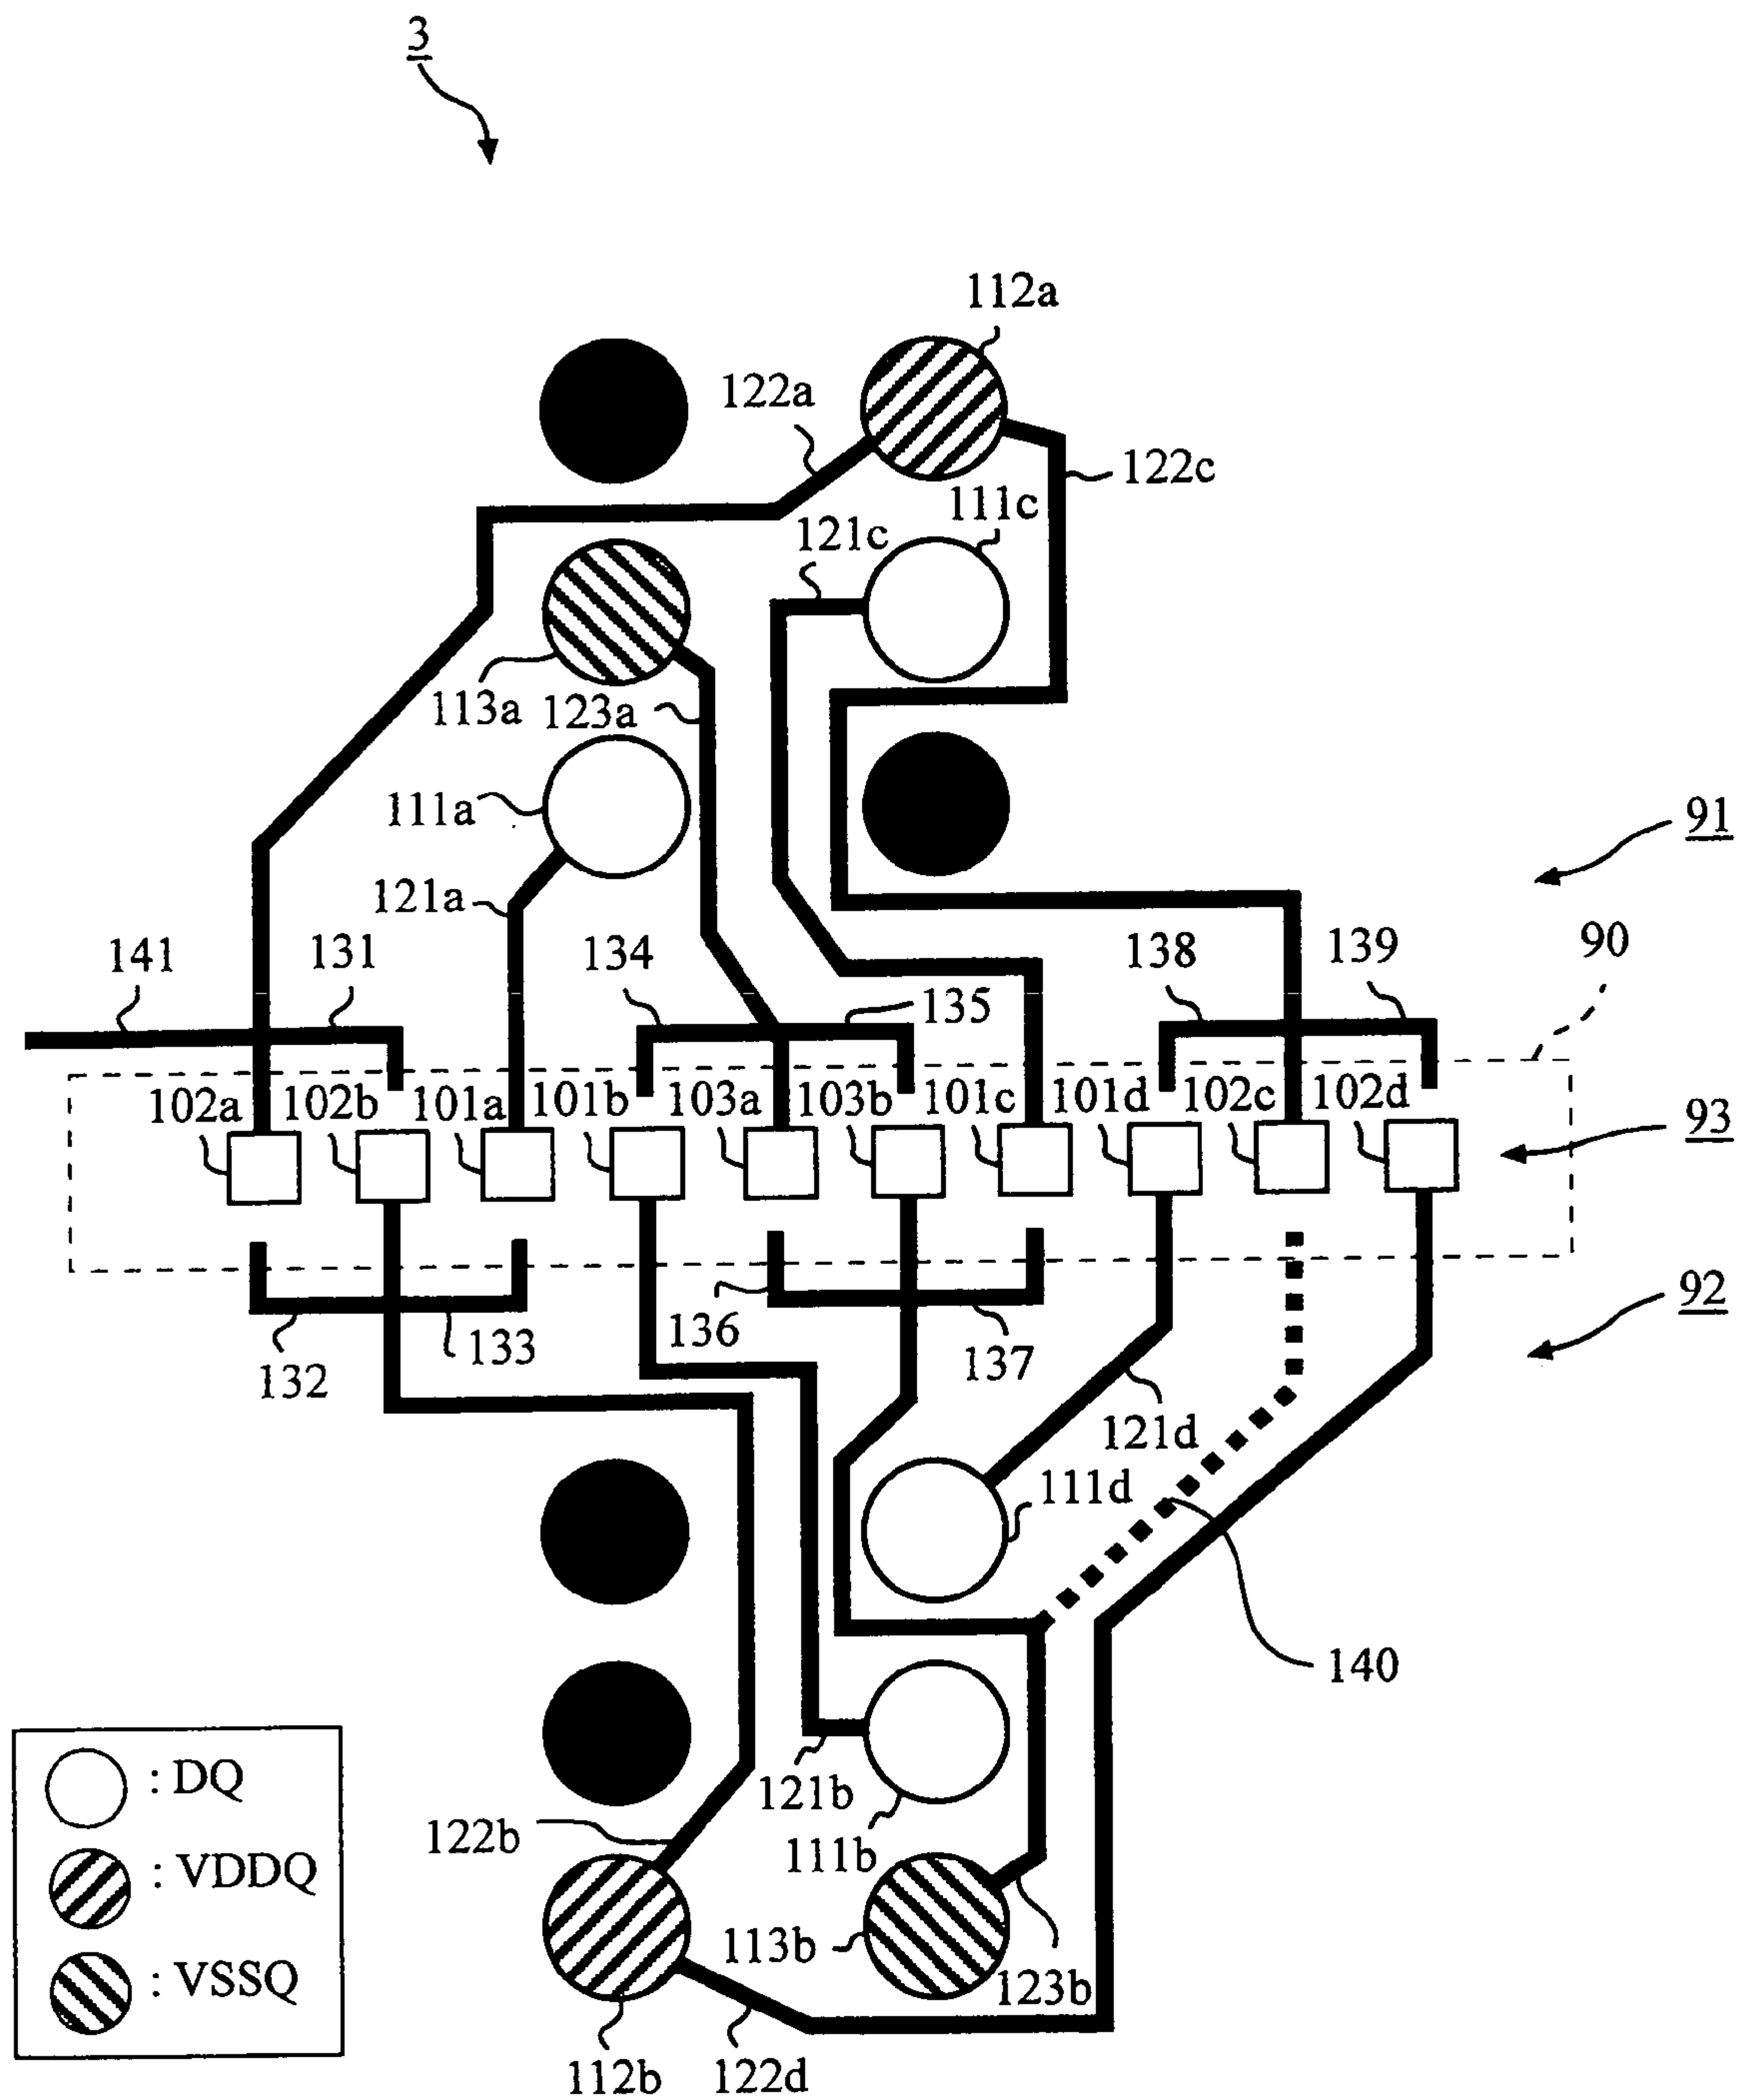 3
112a
122a
122c
111c
121c
113a 123a
111a
91
121a
90
141 131 134 138 139
135
102a 102b 101a 101b 103a 103b 101c 101d 102c 102d
93
92
136
133 137
132
121d
111d
140
121b
122b 111b
113b
123b
112b 122d
: DQ
: VDDQ
: VSSQ